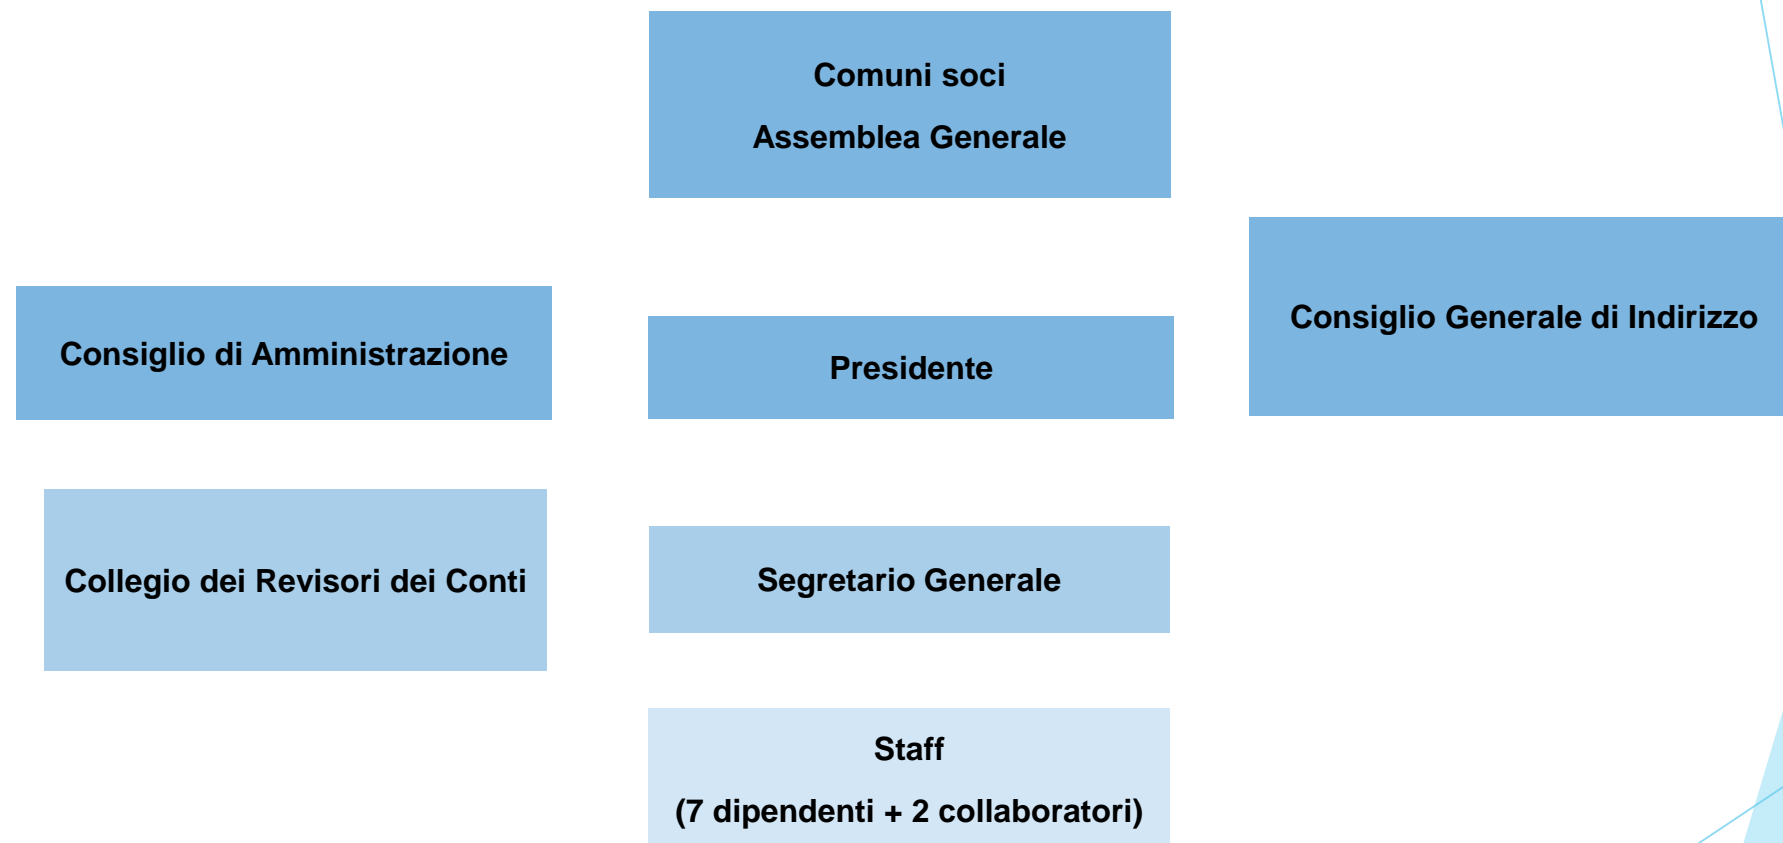 Comuni soci
Assemblea Generale
Consiglio Generale di Indirizzo
Consiglio di Amministrazione
Presidente
Collegio dei Revisori dei Conti
Segretario Generale
Staff
(7 dipendenti + 2 collaboratori)